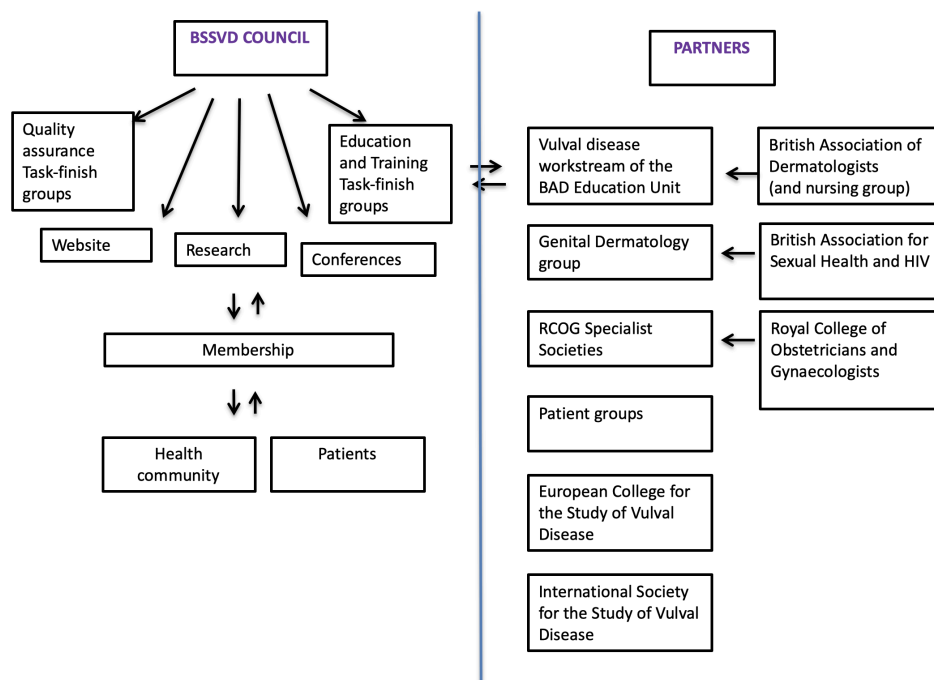 BSSVD COUNCIL
Quality
assurance
Task-finish
groups
Education
and Training
Task-finish
groups
Website
Research
Conferences
Membership
Health
community
Patients
PARTNERS
Vulval disease
workstream of the
BAD Education Unit
British Association of
Dermatologists
(and nursing group)
Genital Dermatology
group
British Association for
Sexual Health and HIV
RCOG Specialist
Societies
Royal College of
Obstetricians and
Gynaecologists
Patient groups
European College for
the Study of Vulval
Disease
International Society
for the Study of Vulval
Disease